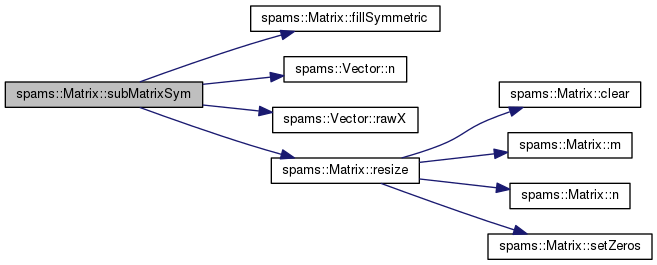 spams::Matrix::fillSymmetric
spams::Vector::n
spams::Matrix::subMatrixSym
spams::Vector::rawX
spams::Matrix::resize
spams::Matrix::clear
spams::Matrix::m
spams::Matrix::n
spams::Matrix::setZeros